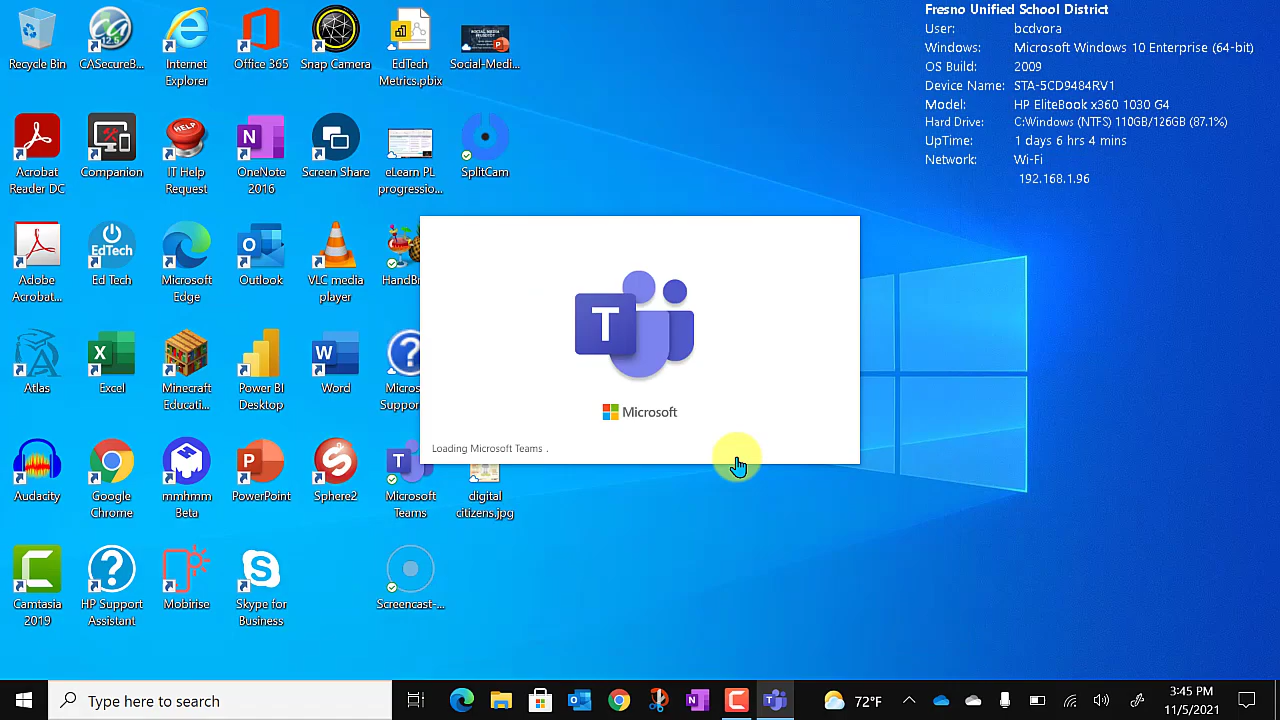 Fresno Unified School District
User: bcdvora
Windows: Microsoft Windows 10 Enterprise (64-bit)
OS Build: 2009
Device Name: STA-5CD9484RV1
Model: HP EliteBook x360 1030 G4
Hard Drive: C:Windows (NTFS) 110GB/126GB (87.1%)
UpTime: 1 days 6 hrs 4 mins
Network: Wi-Fi
192.168.1.96
Recycle Bin
CASecureB...
Internet
Explorer
Office 365
Snap Camera
EdTech
Metrics.pbix
Social-Medi...
Acrobat
Reader DC
Companion
HELP
IT Help
Request
OneNote
2016
Screen Share
eLearn PL
progressio...
SplitCam
Adobe
Acrobat...
EdTech
Ed Tech
Microsoft
Edge
Outlook
VLC media
player
HandBr
Atlas
Excel
Minecraft
Educati...
Power BI
Desktop
Word
Micros
Suppor
Audacity
Google
Chrome
mmhmm
Beta
PowerPoint
Sphere2
Microsoft
Teams
digital
citizens.jpg
Camtasia
2019
HP Support
Assistant
Mobirise
Skype for
Business
Screencast-...
T
Microsoft
Loading Microsoft Teams .
Type here to search
72°F
3:45 PM
11/5/2021